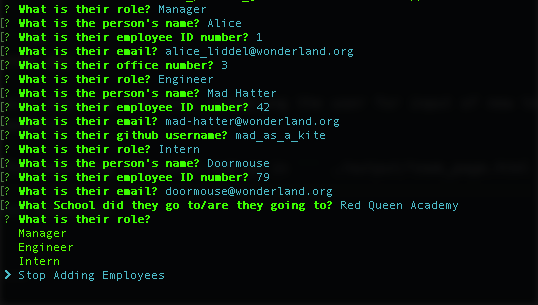 ? What is their role? Manager
[? What is the person's name? Alice
[? What is their employee ID number? 1
[? What is their email? alice_liddel@wonderland.org
[? What is their office number? 3
? What is their role? Engineer
[? What is the person's name? Mad Hatter
[? What is their employee ID number? 42
[? What is their email? mad-hatter@wonderland.org
[? What is their github username? mad_as_a_kite
? What is their role? Intern
[? What is the person's name? Doormouse
[? What is their employee ID number? 79
[? What is their email? doormouse@wonderland.org
[? What School did they go to/are they going to? Red Queen Academy
? What is their role?
Manager
Engineer
Intern
❯ Stop Adding Employees